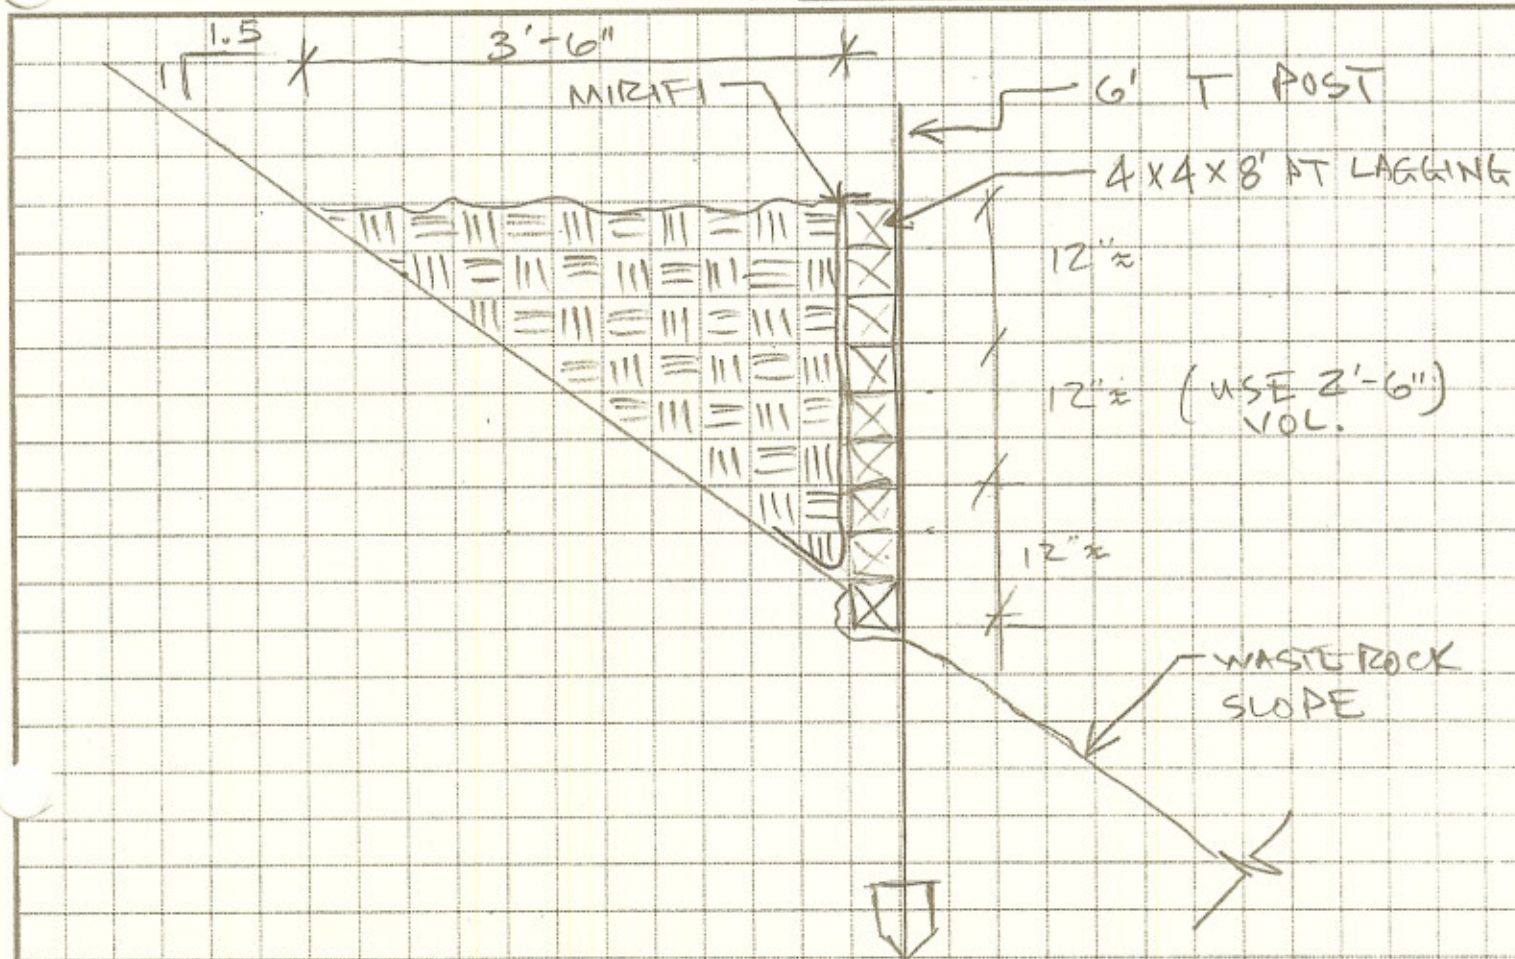 1.5
1
3'-6"
MIRIFI
6' T POST
4 X 4 X 8' PT LAGGING
12" ≈
12" ≈ (USE 2'-6")
VOL.
12" ≈
WASTE ROCK
SLOPE